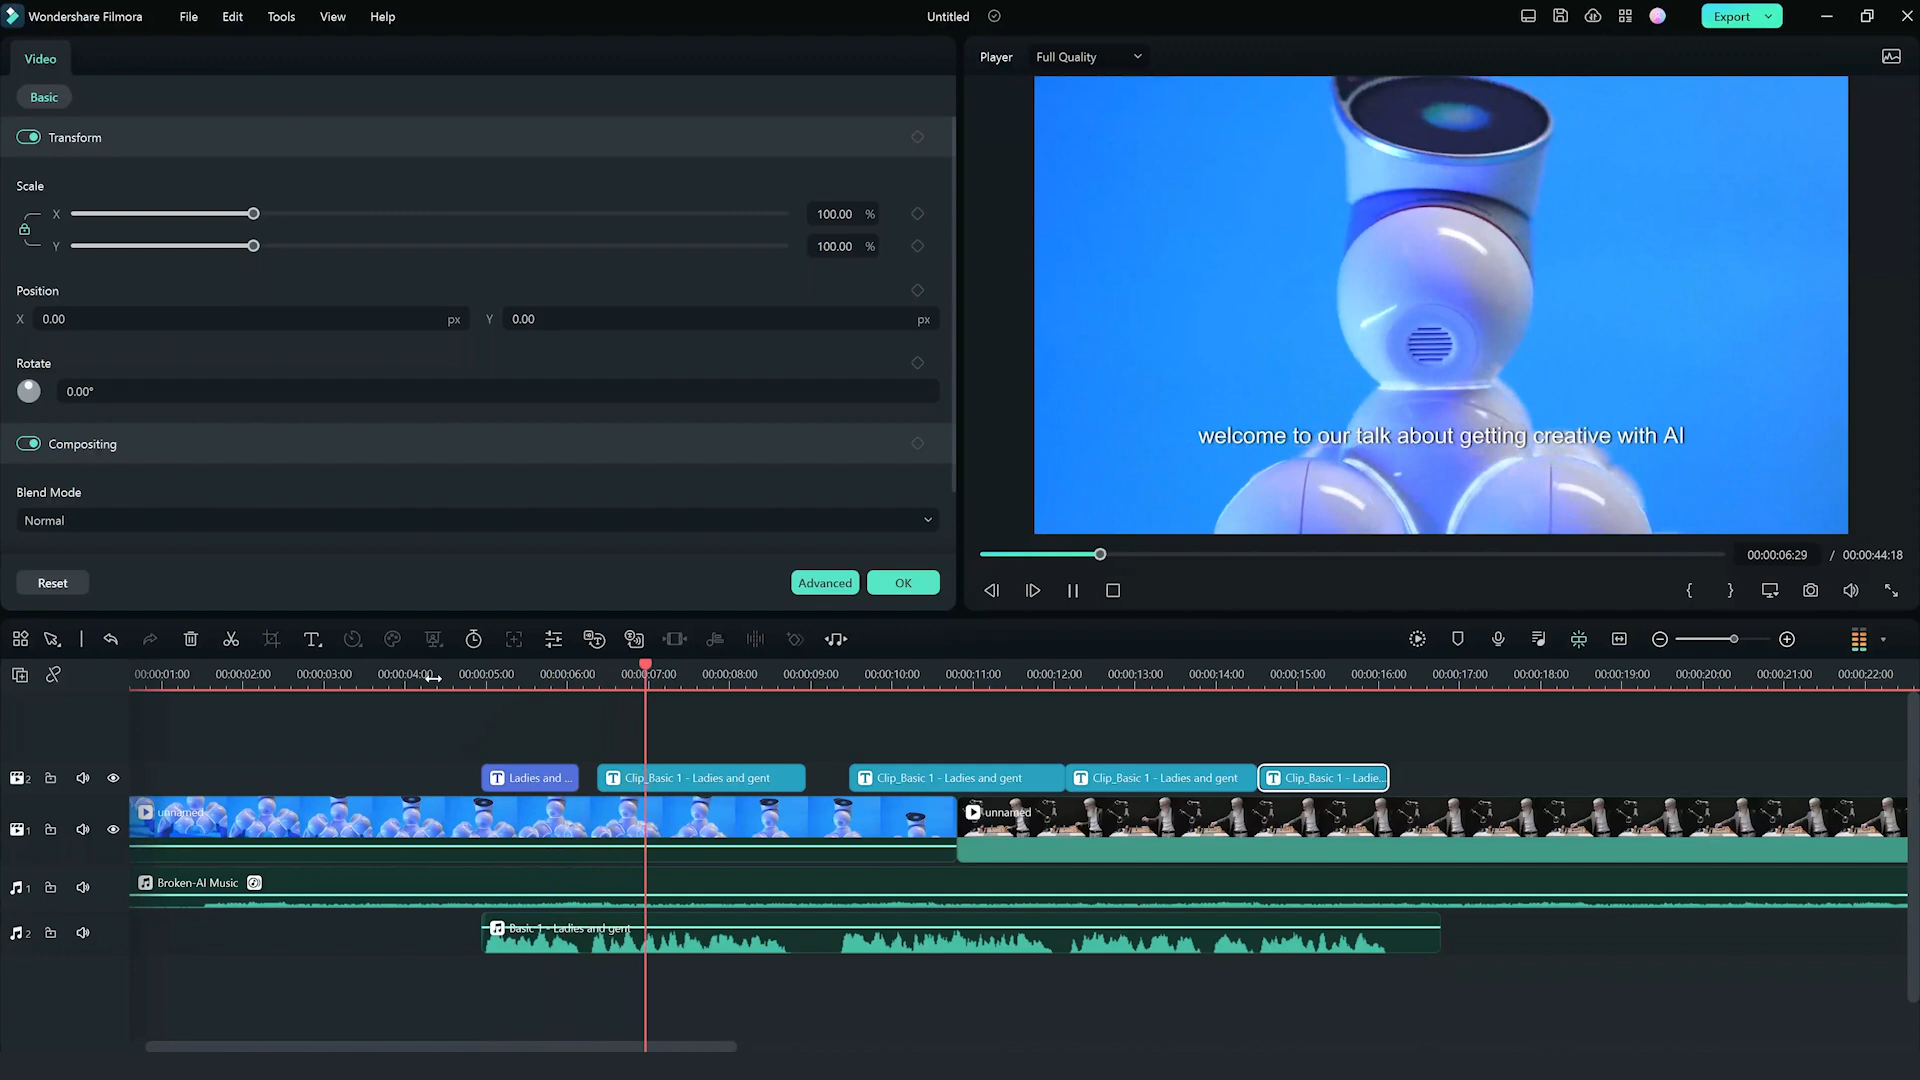 Wondershare Filmora File Edit Tools View Help Untitled Export
Video
Basic
Transform
Scale
X 100.00 %
Y 100.00 %
Position
X 0.00 px Y 0.00 px
Rotate
0.00°
Compositing
Blend Mode
Normal
Reset Advanced OK
Player Full Quality
welcome to our talk about getting creative with AI
00:00:06:29 / 00:00:44:18
00:00:01:00 00:00:02:00 00:00:03:00 00:00:04:00 00:00:05:00 00:00:06:00 00:00:07:00 00:00:08:00 00:00:09:00 00:00:10:00 00:00:11:00 00:00:12:00 00:00:13:00 00:00:14:00 00:00:15:00 00:00:16:00 00:00:17:00 00:00:18:00 00:00:19:00 00:00:20:00 00:00:21:00 00:00:22:00
2 T Ladies and ... T Clip_Basic 1 - Ladies and gent T Clip_Basic 1 - Ladies and gent T Clip_Basic 1 - Ladies and gent T Clip_Basic 1 - Ladie...
unnamed unnamed
1
1 Broken-AI Music
2 Basic 1 - Ladies and gent